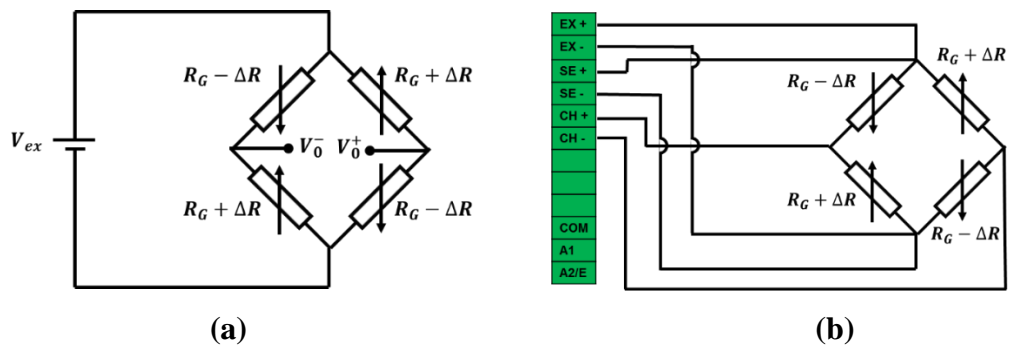 R_G − ΔR
R_G + ΔR
V_ex
V_0^-
V_0^+
R_G + ΔR
R_G − ΔR
(a)
EX +
EX -
SE +
SE -
CH +
CH -
COM
A1
A2/E
R_G − ΔR
R_G + ΔR
R_G + ΔR
R_G − ΔR
(b)